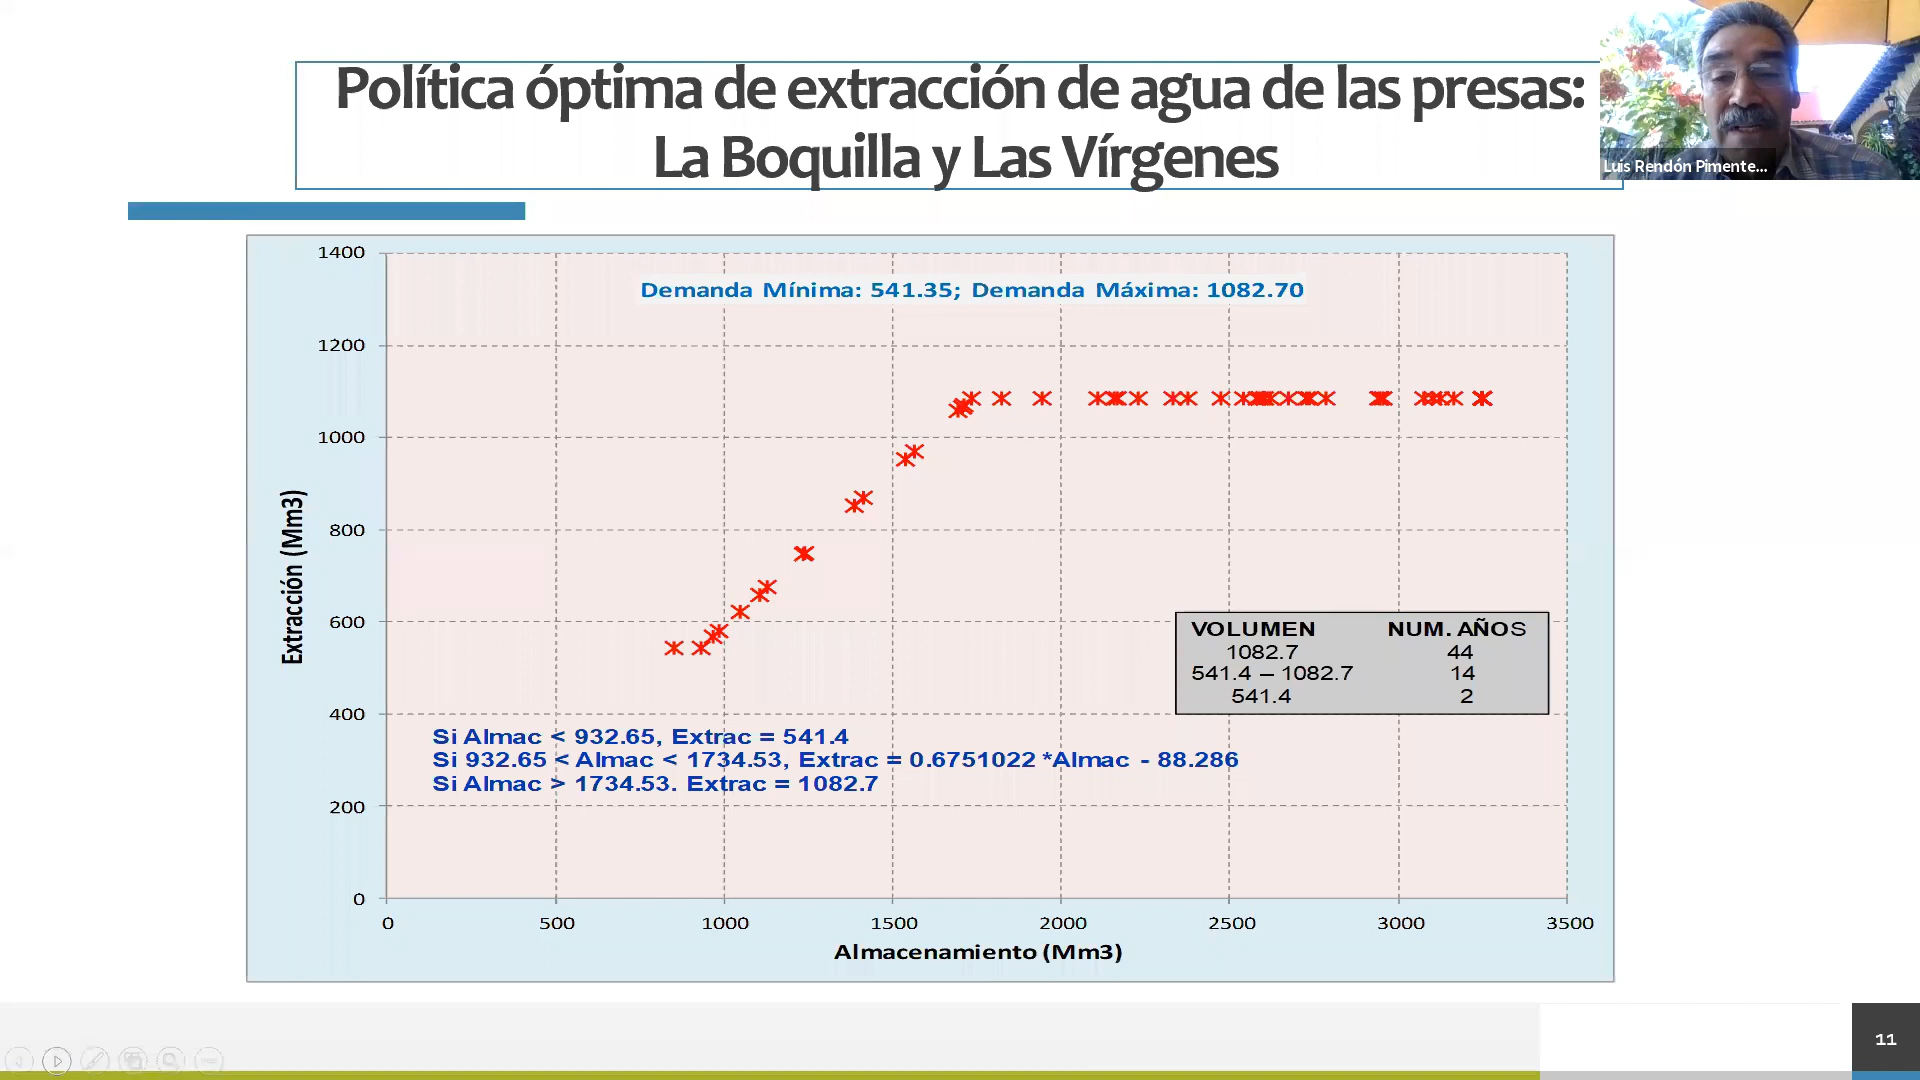 Política óptima de extracción de agua de las presas:
La Boquilla y Las Vírgenes
Luis Rendón Pimente...
Demanda Mínima: 541.35; Demanda Máxima: 1082.70
1400
1200
1000
800
600
400
200
0
Extracción (Mm3)
VOLUMEN NUM. AÑOS
1082.7 44
541.4 – 1082.7 14
541.4 2
Si Almac < 932.65, Extrac = 541.4
Si 932.65 < Almac < 1734.53, Extrac = 0.6751022 *Almac - 88.286
Si Almac > 1734.53. Extrac = 1082.7
0 500 1000 1500 2000 2500 3000 3500
Almacenamiento (Mm3)
11